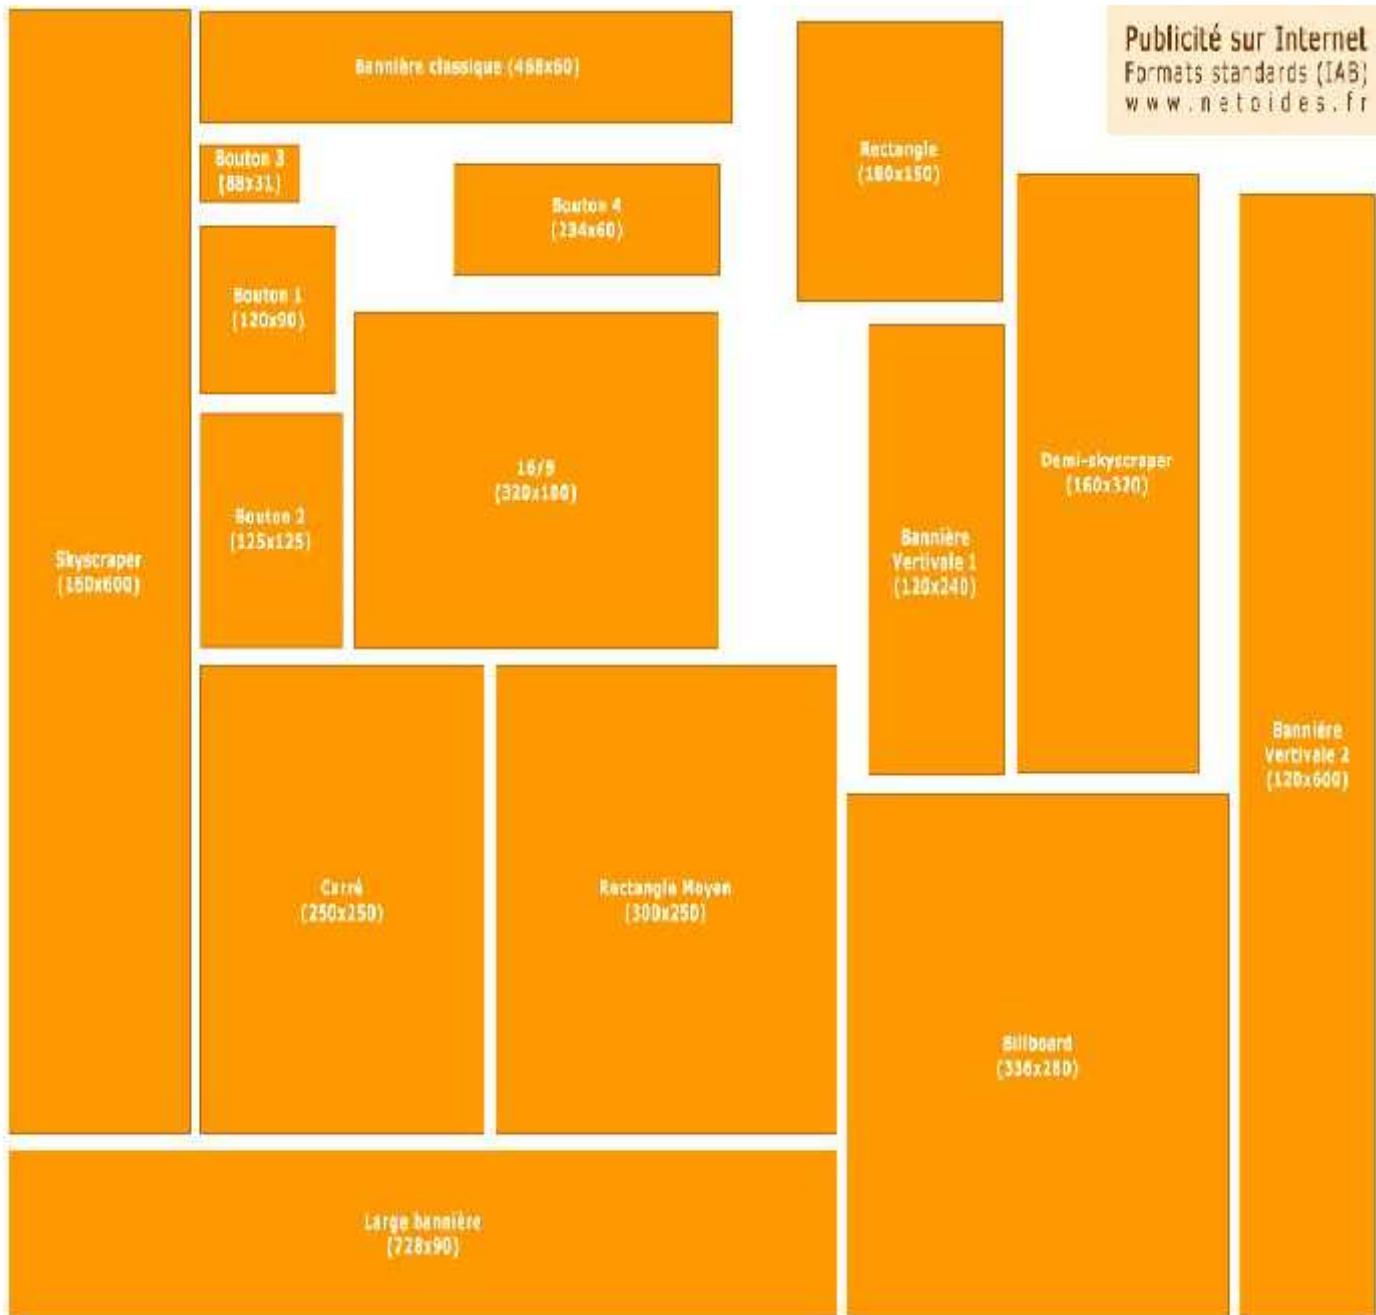 Publicité sur Internet
Formats standards (IAB)
www.netoides.fr
Bannière classique (468x60)
Bouton 3
(88x31)
Bouton 4
(234x60)
Rectangle
(180x150)
Bouton 1
(120x90)
16/9
(320x180)
Demi-skyscraper
(160x320)
Bouton 2
(125x125)
Skyscraper
(160x600)
Bannière
Vertivale 1
(120x240)
Bannière
Vertivale 2
(120x600)
Carré
(250x250)
Rectangle Moyen
(300x250)
Billboard
(336x280)
Large bannière
(728x90)